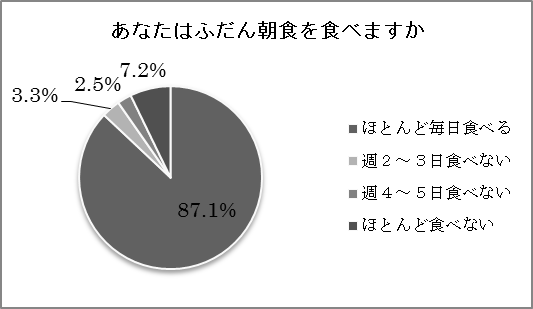 あなたはふだん朝食を食べますか
7.2%
2.5%
3.3%
87.1%
ほとんど毎日食べる
週２～３日食べない
週４～５日食べない
ほとんど食べない